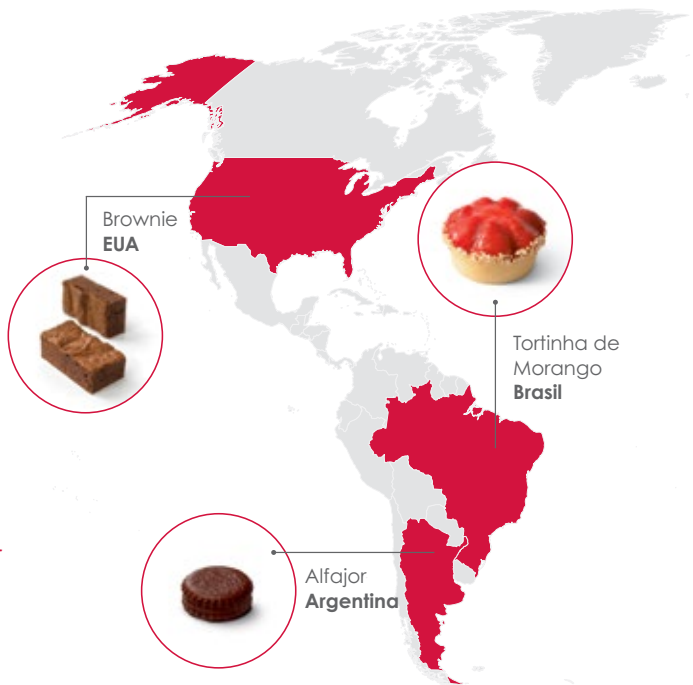 Brownie
EUA
Tortinha de
Morango
Brasil
Alfajor
Argentina